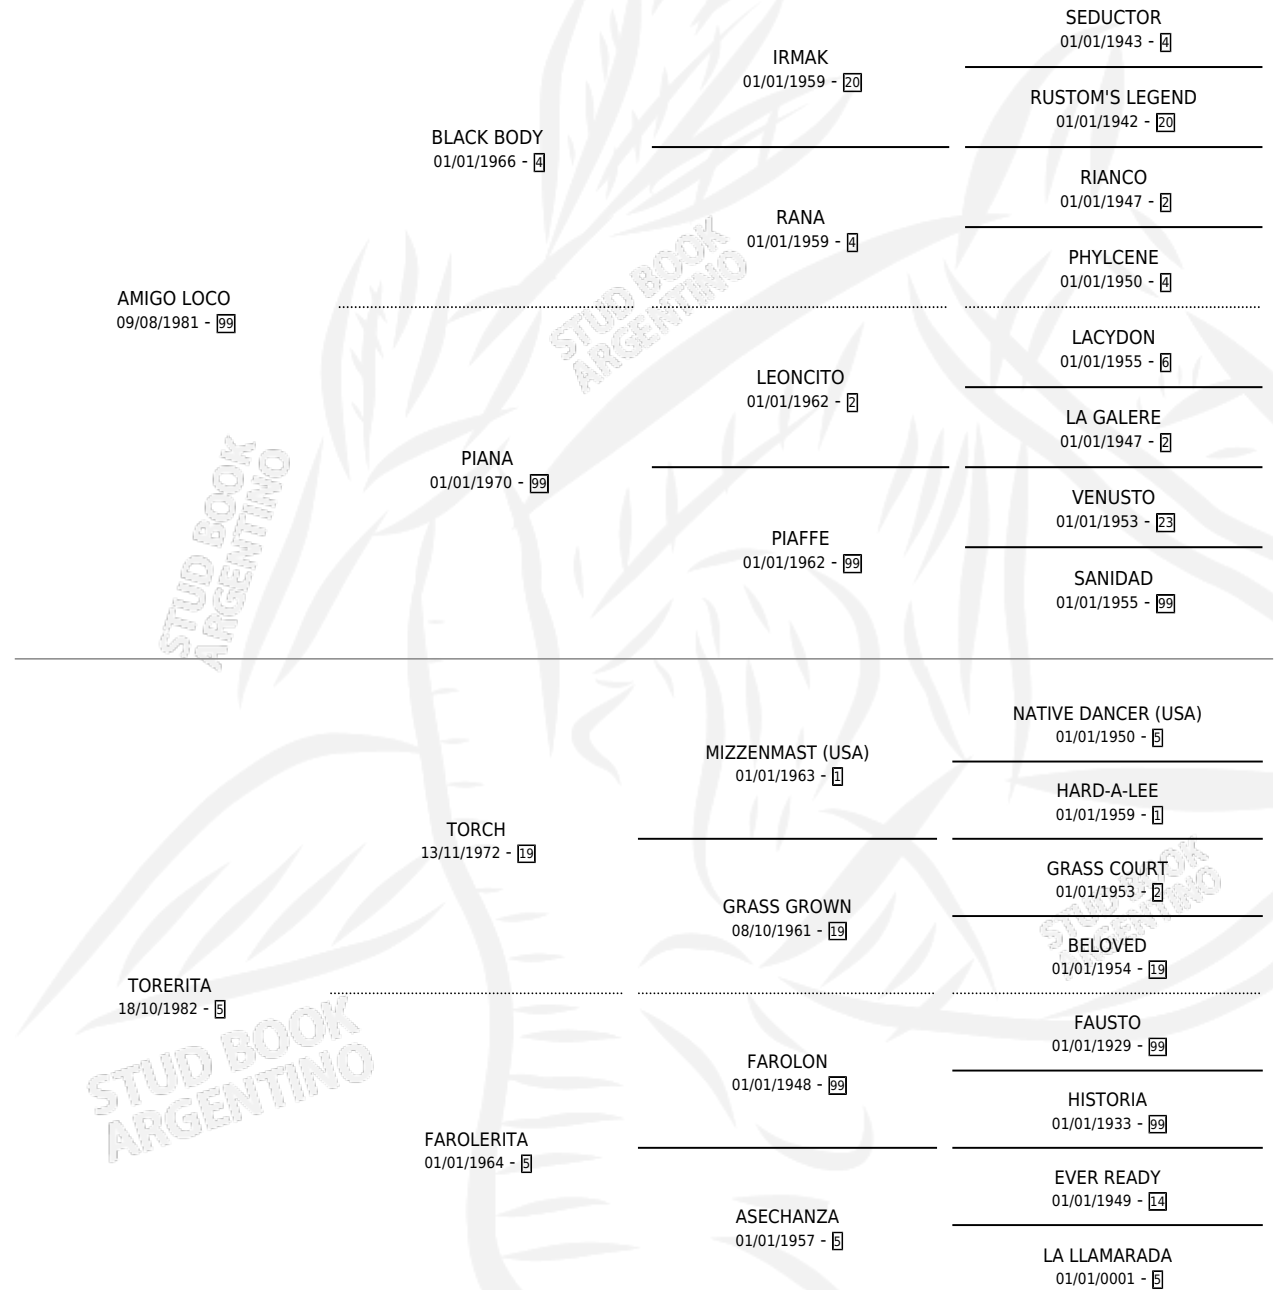 SEDUCTOR
01/01/1943 - 4
IRMAK
01/01/1959 - 20
RUSTOM'S LEGEND
01/01/1942 - 20
BLACK BODY
01/01/1966 - 4
RIANCO
01/01/1947 - 2
RANA
01/01/1959 - 4
PHYLCENE
01/01/1950 - 4
AMIGO LOCO
09/08/1981 - 99
LACYDON
01/01/1955 - 6
LEONCITO
01/01/1962 - 2
LA GALERE
01/01/1947 - 2
PIANA
01/01/1970 - 99
VENUSTO
01/01/1953 - 23
PIAFFE
01/01/1962 - 99
SANIDAD
01/01/1955 - 99
STUD BOOK
ARGENTINO
STUD BOOK
ARGENTINO
NATIVE DANCER (USA)
01/01/1950 - 5
MIZZENMAST (USA)
01/01/1963 - 1
HARD-A-LEE
01/01/1959 - 1
TORCH
13/11/1972 - 19
GRASS COURT
01/01/1953 - 2
GRASS GROWN
08/10/1961 - 19
BELOVED
01/01/1954 - 19
STUD BOOK
ARGENTINO
TORERITA
18/10/1982 - 5
FAUSTO
01/01/1929 - 99
FAROLON
01/01/1948 - 99
HISTORIA
01/01/1933 - 99
FAROLERITA
01/01/1964 - 5
EVER READY
01/01/1949 - 14
ASECHANZA
01/01/1957 - 5
LA LLAMARADA
01/01/0001 - 5
STUD BOOK
ARGENTINO